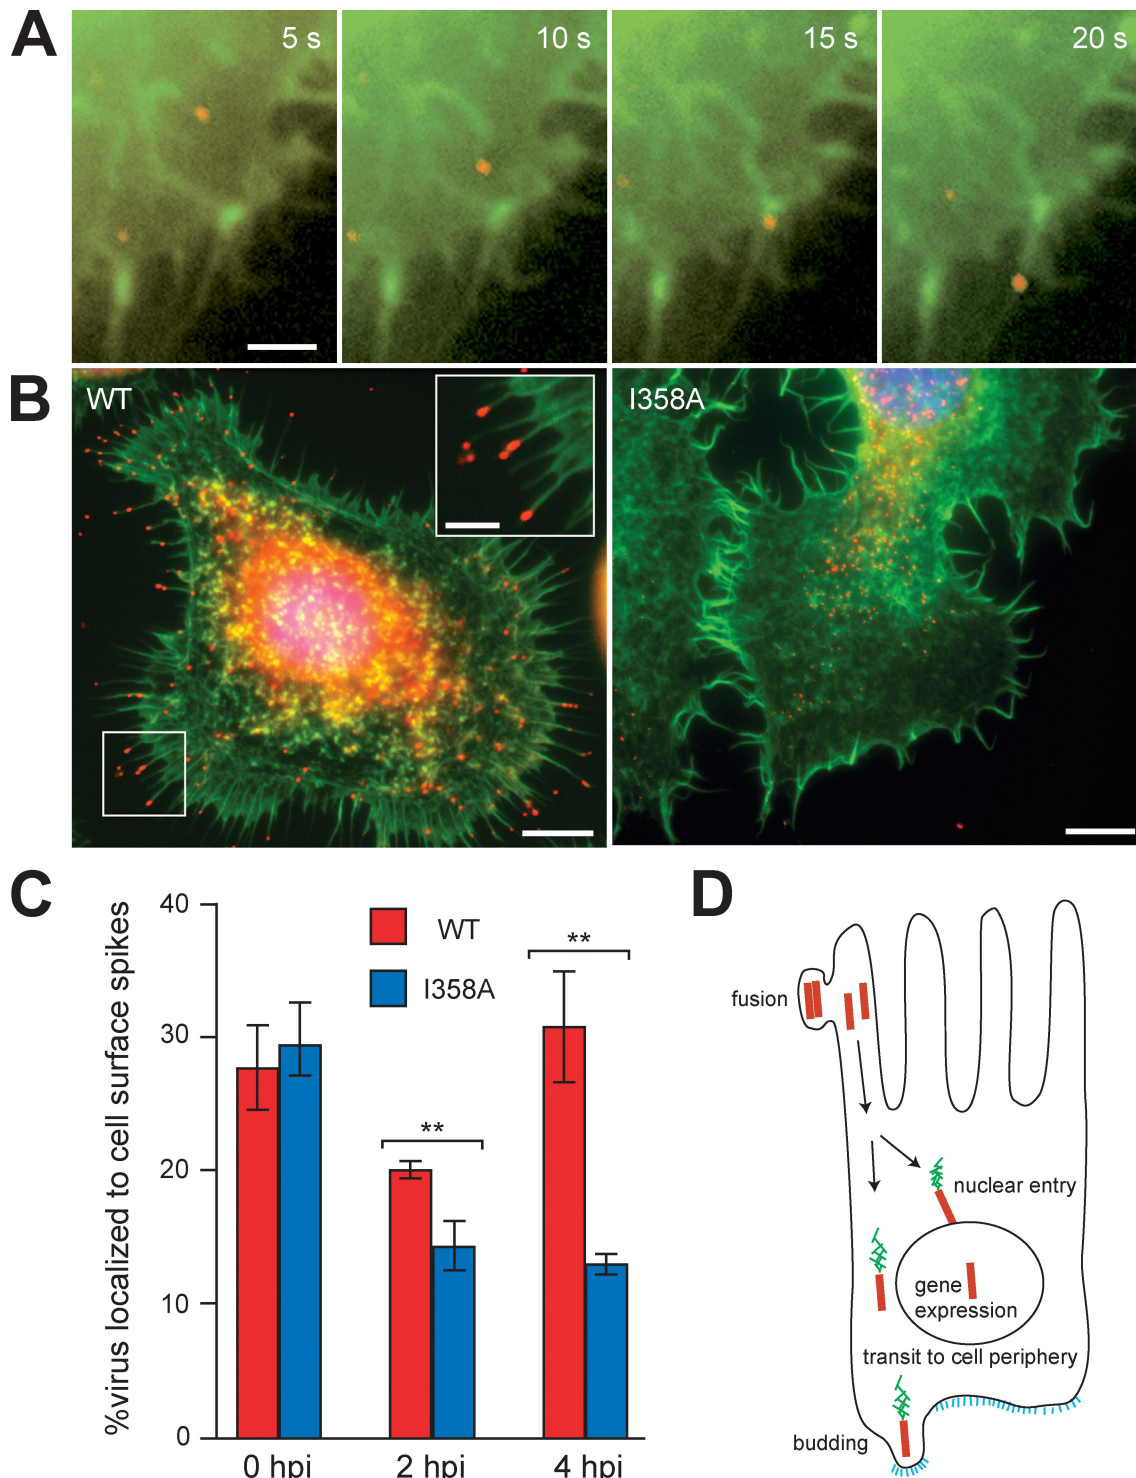 A
5 s
10 s
15 s
20 s
B
WT
I358A
C
%virus localized to cell surface spikes
40
30
20
10
0
WT
I358A
**
**
0 hpi
2 hpi
4 hpi
D
fusion
nuclear entry
gene
expression
transit to cell periphery
budding